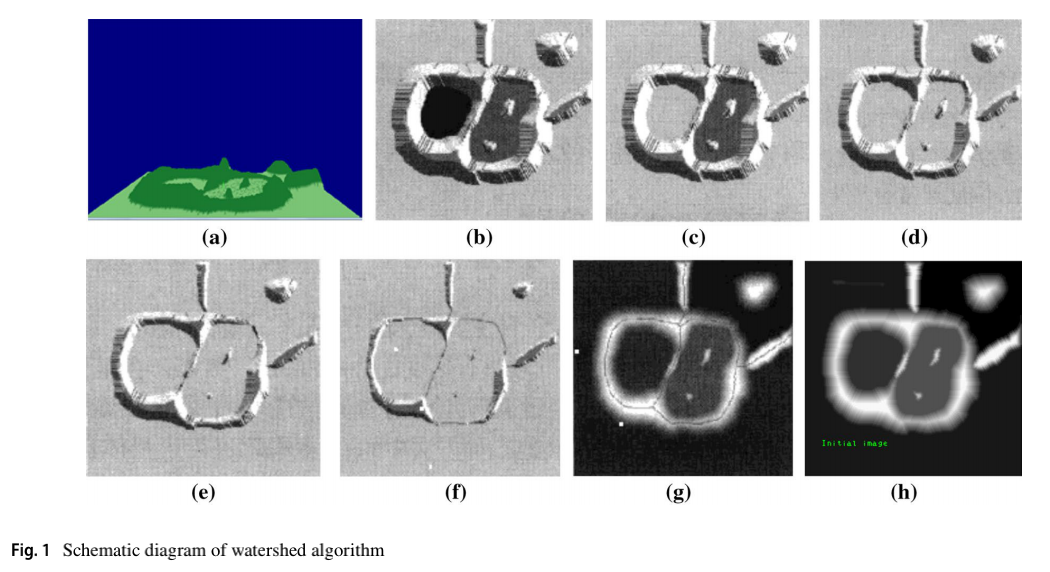 (a)
(b)
(c)
(d)
(e)
(f)
(g)
Initial image
(h)
Fig. 1 Schematic diagram of watershed algorithm